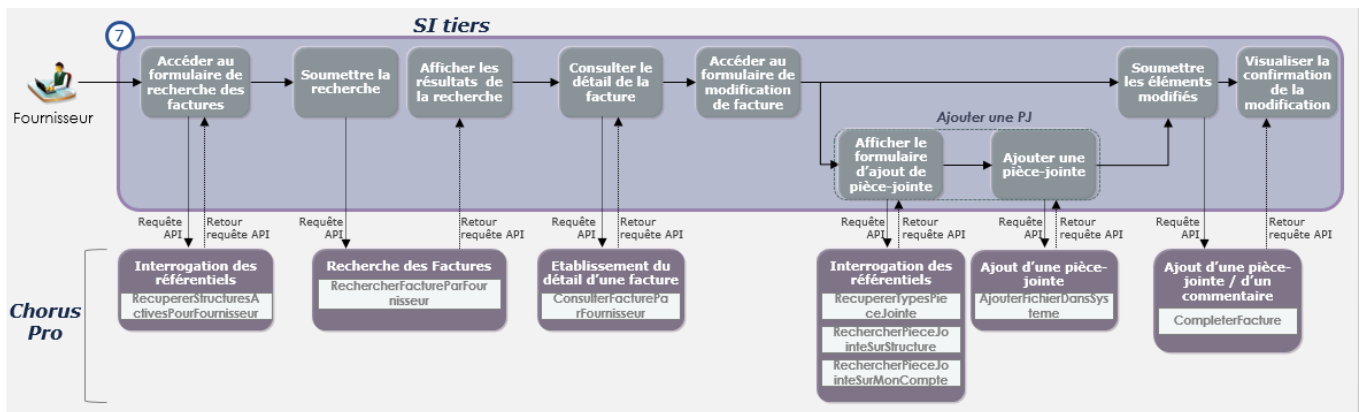 SI tiers
7
Fournisseur
Accéder au
formulaire de
recherche des
factures
Soumettre la
recherche
Afficher les
résultats de
la recherche
Consulter le
détail de la
facture
Accéder au
formulaire de
modification
de facture
Soumettre
les éléments
modifiés
Visualiser la
confirmation
de la
modification
Ajouter une PJ
Afficher le
formulaire
d'ajout de
pièce-jointe
Ajouter une
pièce-jointe
Requête
API
Retour
requête API
Requête
API
Retour
requête API
Requête
API
Retour
requête API
Requête
API
Retour
requête API
Requête
API
Retour
requête API
Requête
API
Retour
requête API
Chorus
Pro
Interrogation des
référentiels
RecupererStructuresA
ctivesPourFournisseur
Recherche des Factures
RechercherFactureParFour
nisseur
Etablissement du
détail d'une facture
ConsulterFacturePa
rFournisseur
Interrogation des
référentiels
RecupererTypesPie
ceJointe
RechercherPieceJo
inteSurStructure
RechercherPieceJo
inteSurMonCompte
Ajout d'une pièce-
jointe
AjouterFichierDansSy
steme
Ajout d'une pièce-
jointe / d'un
commentaire
CompleterFacture